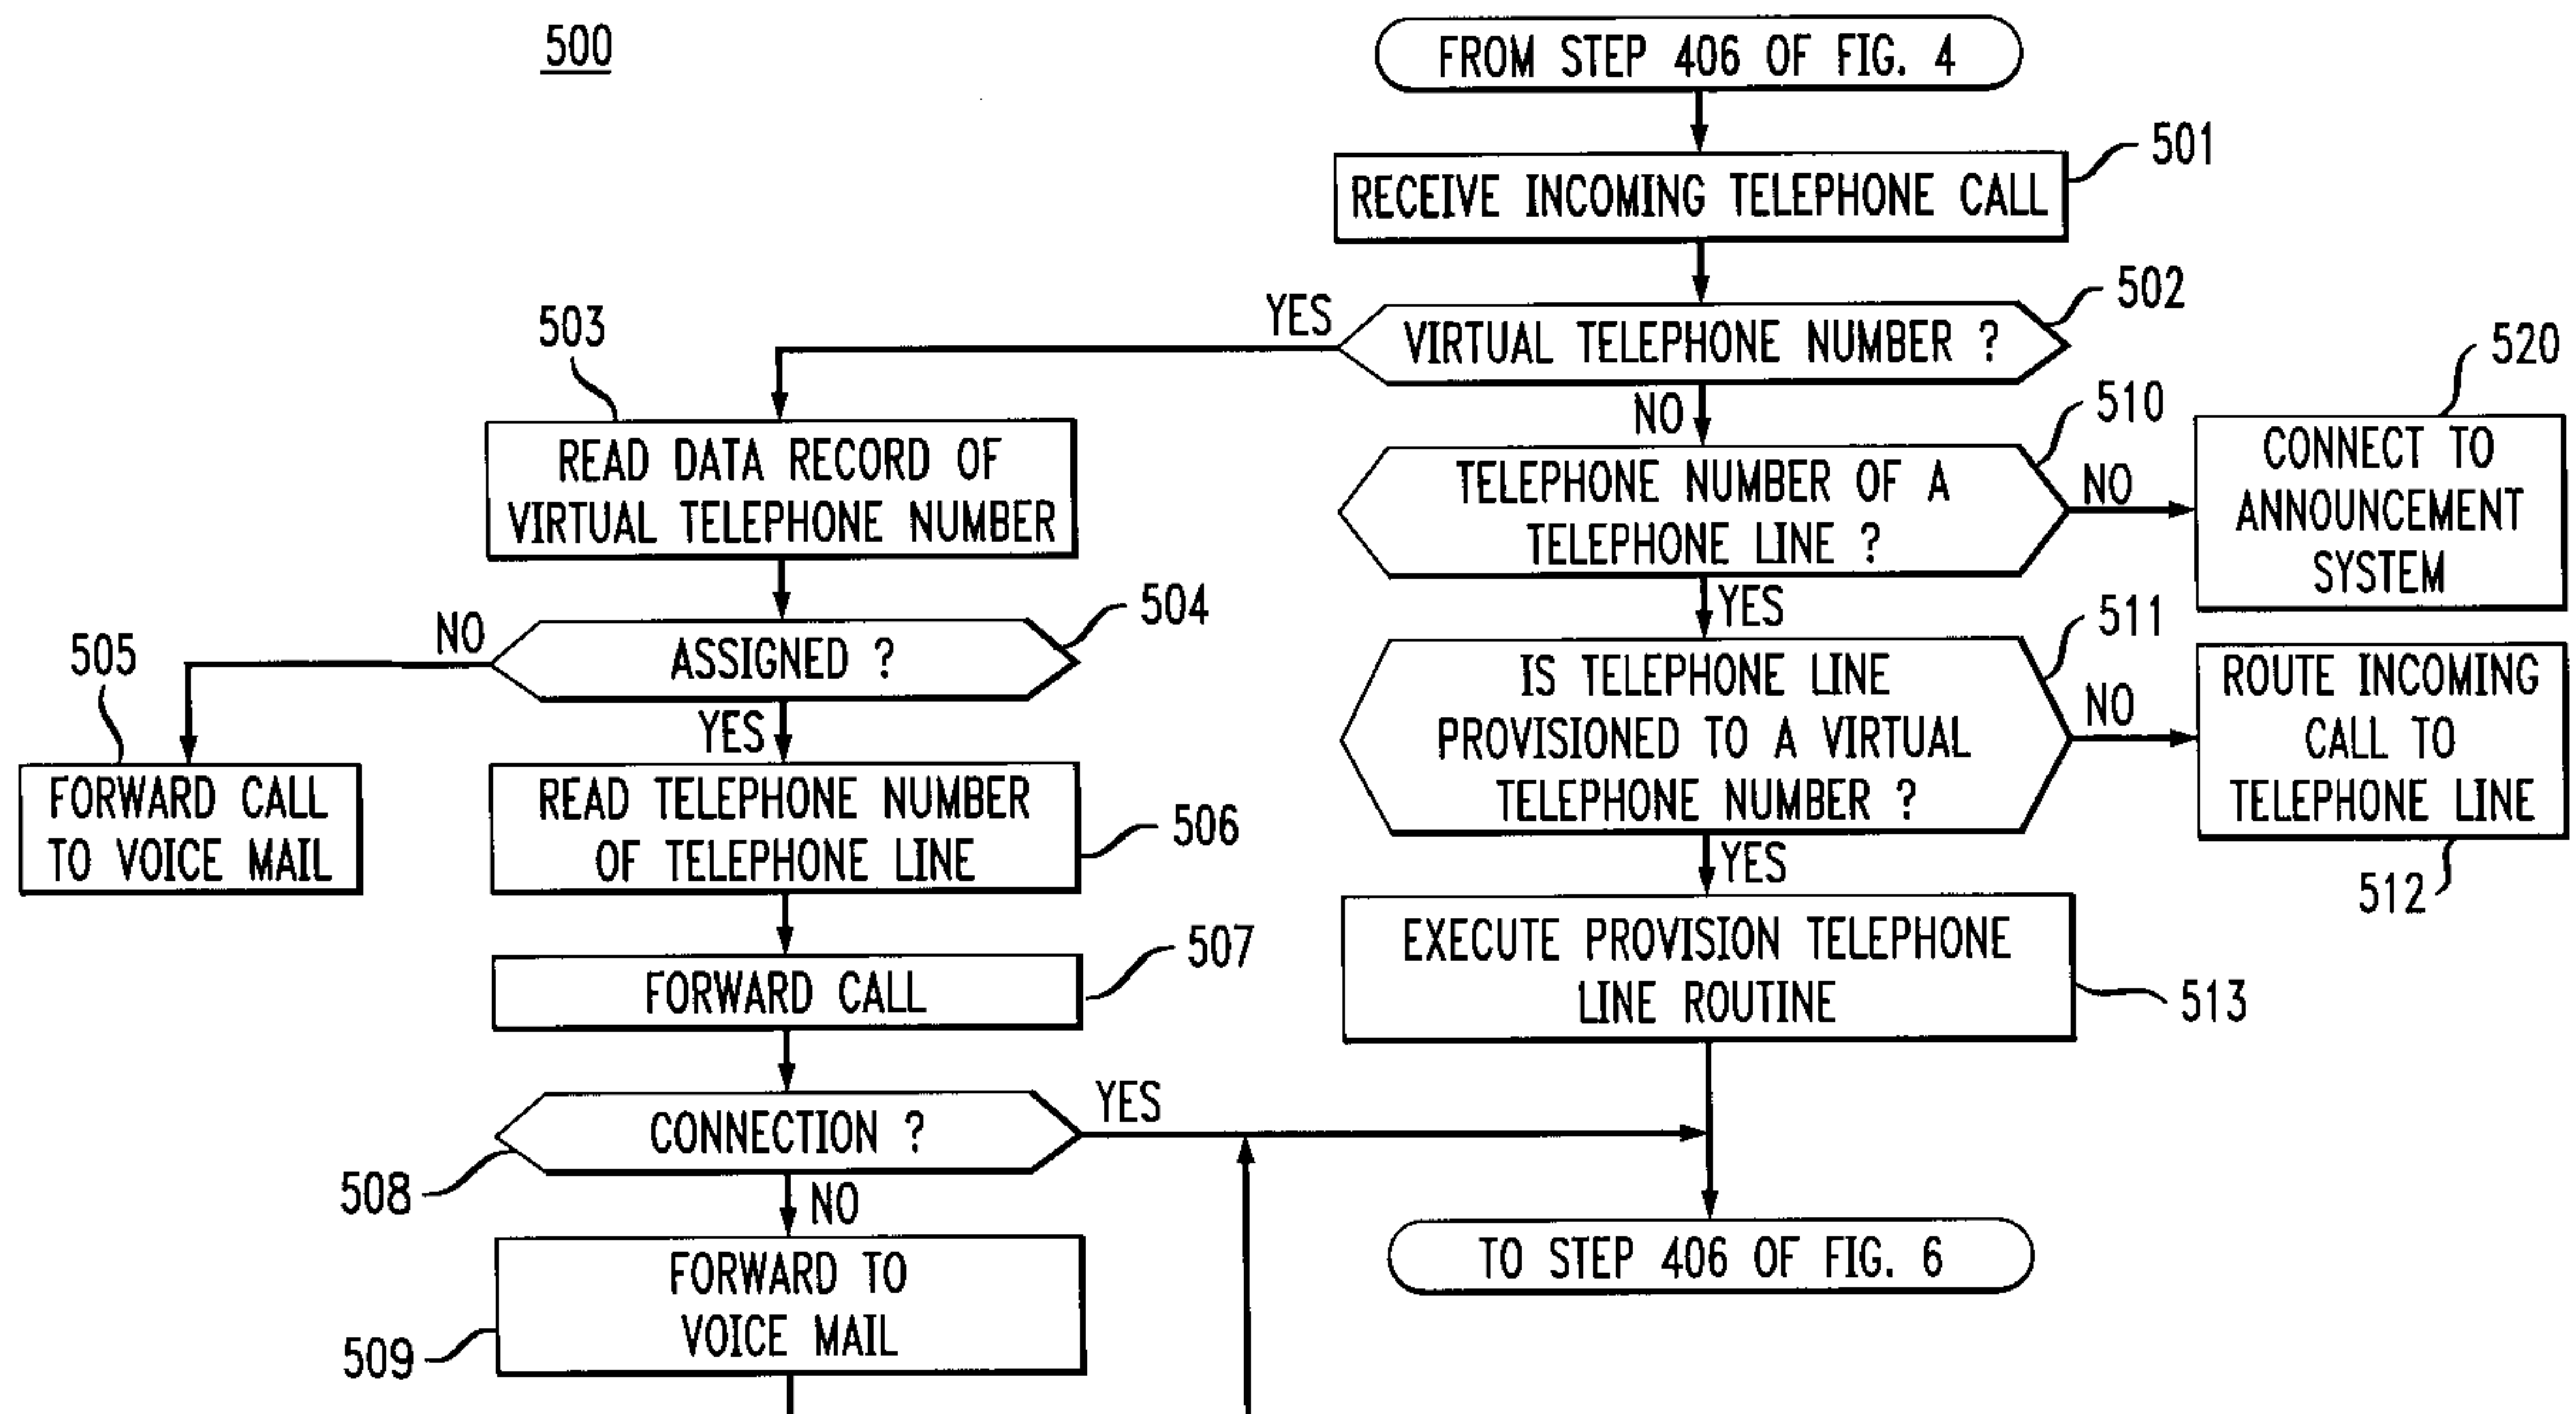 500
FROM STEP 406 OF FIG. 4
501
RECEIVE INCOMING TELEPHONE CALL
502
VIRTUAL TELEPHONE NUMBER ?
YES
NO
503
READ DATA RECORD OF
VIRTUAL TELEPHONE NUMBER
504
ASSIGNED ?
NO
YES
505
FORWARD CALL
TO VOICE MAIL
READ TELEPHONE NUMBER
OF TELEPHONE LINE
506
FORWARD CALL
507
CONNECTION ?
508
YES
NO
FORWARD TO
VOICE MAIL
509
510
TELEPHONE NUMBER OF A
TELEPHONE LINE ?
NO
YES
520
CONNECT TO
ANNOUNCEMENT
SYSTEM
511
IS TELEPHONE LINE
PROVISIONED TO A VIRTUAL
TELEPHONE NUMBER ?
NO
YES
ROUTE INCOMING
CALL TO
TELEPHONE LINE
512
EXECUTE PROVISION TELEPHONE
LINE ROUTINE
513
TO STEP 406 OF FIG. 6